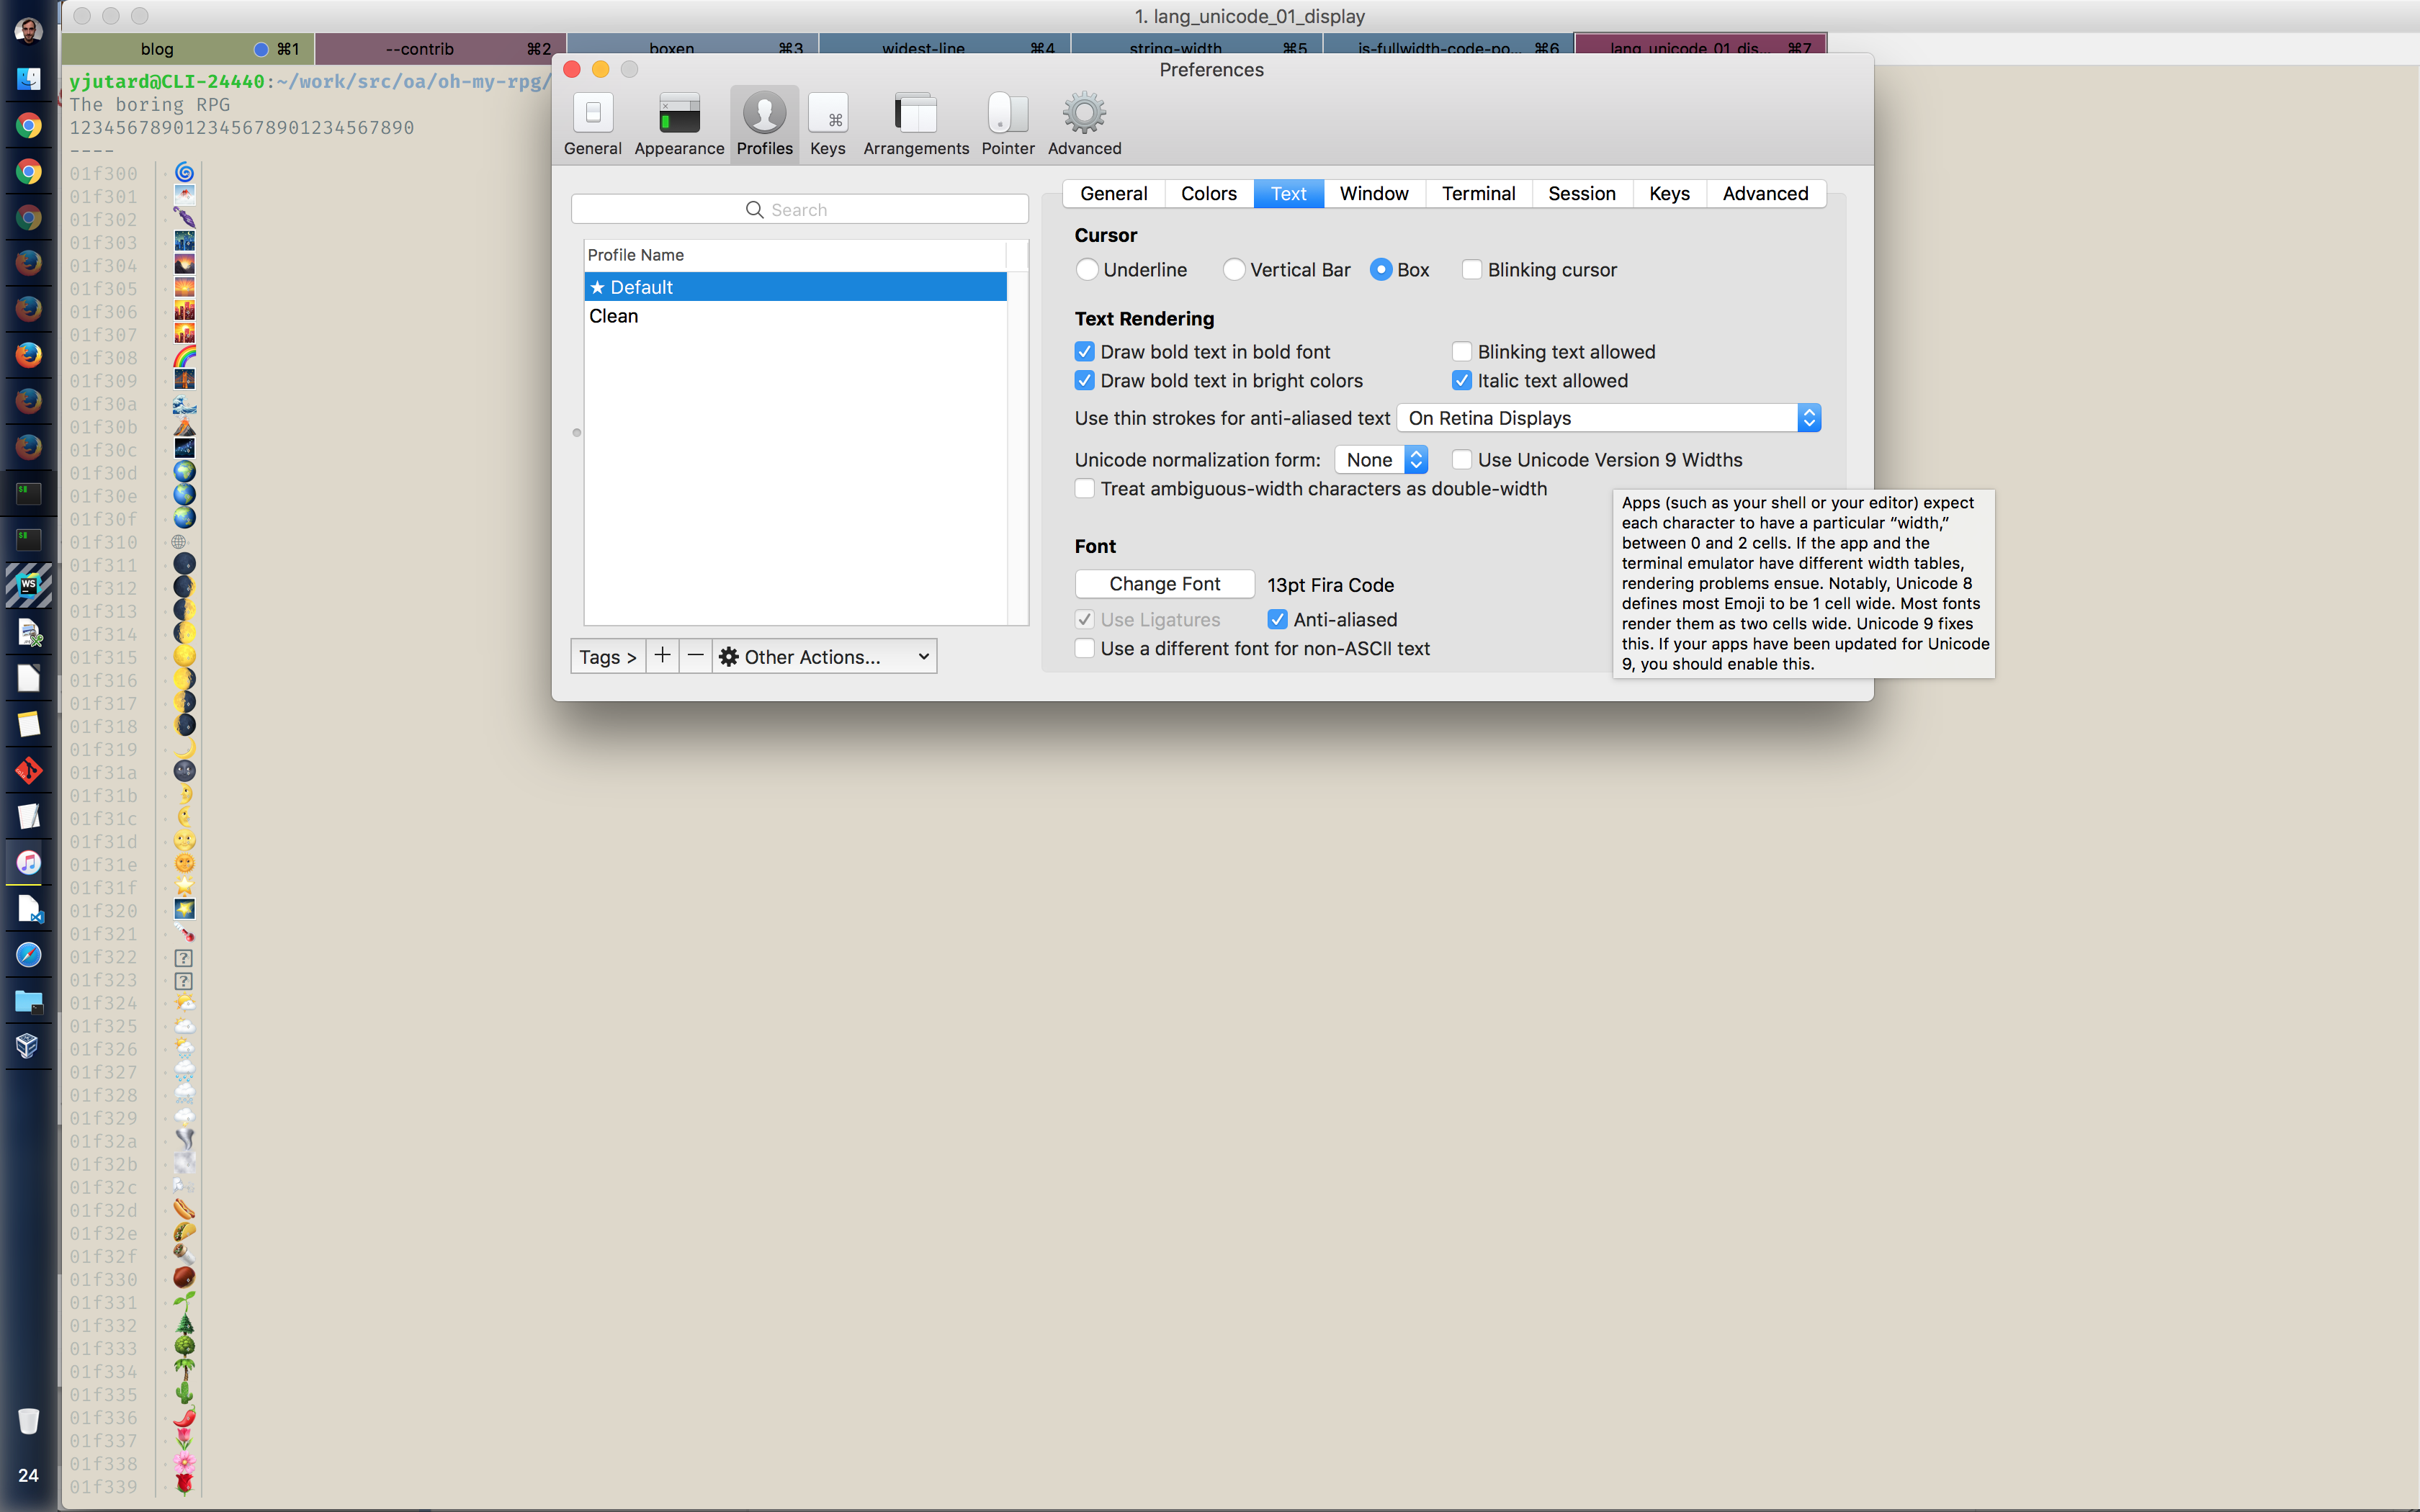 1. lang_unicode_01_display
blog ⌘1 --contrib ⌘2 boxen ⌘3 widest-line ⌘4 string-width ⌘5 is-fullwidth-code-po... ⌘6 lang_unicode_01_dis... ⌘7
yjutard@CLI-24440:~/work/src/oa/oh-my-rpg/
The boring RPG
123456789012345678901234567890
----
01f300
01f301
01f302
01f303
01f304
01f305
01f306
01f307
01f308
01f309
01f30a
01f30b
01f30c
01f30d
01f30e
01f30f
01f310
01f311
01f312
01f313
01f314
01f315
01f316
01f317
01f318
01f319
01f31a
01f31b
01f31c
01f31d
01f31e
01f31f
01f320
01f321
01f322 ?
01f323 ?
01f324
01f325
01f326
01f327
01f328
01f329
01f32a
01f32b
01f32c
01f32d
01f32e
01f32f
01f330
01f331
01f332
01f333
01f334
01f335
01f336
01f337
01f338
01f339
Preferences
General Appearance Profiles Keys Arrangements Pointer Advanced
Search
Profile Name
★ Default
Clean
Tags > + − Other Actions...
General Colors Text Window Terminal Session Keys Advanced
Cursor
Underline Vertical Bar Box Blinking cursor
Text Rendering
Draw bold text in bold font Blinking text allowed
Draw bold text in bright colors Italic text allowed
Use thin strokes for anti-aliased text On Retina Displays
Unicode normalization form: None Use Unicode Version 9 Widths
Treat ambiguous-width characters as double-width
Font
Change Font 13pt Fira Code
Use Ligatures Anti-aliased
Use a different font for non-ASCII text
Apps (such as your shell or your editor) expect
each character to have a particular “width,”
between 0 and 2 cells. If the app and the
terminal emulator have different width tables,
rendering problems ensue. Notably, Unicode 8
defines most Emoji to be 1 cell wide. Most fonts
render them as two cells wide. Unicode 9 fixes
this. If your apps have been updated for Unicode
9, you should enable this.
$
$
WS
24